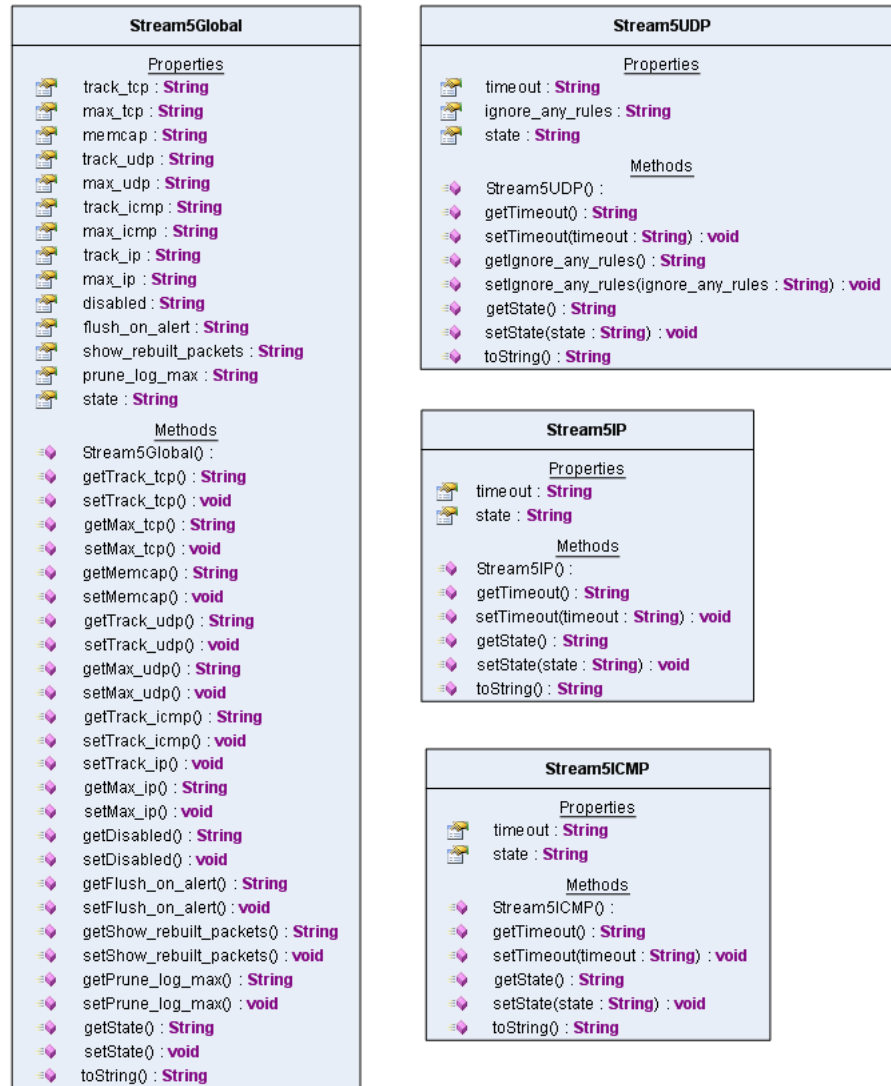 Stream5Global
Properties
track_tcp : String
max_tcp : String
memcap : String
track_udp : String
max_udp : String
track_icmp : String
max_icmp : String
track_ip : String
max_ip : String
disabled : String
flush_on_alert : String
show_rebuilt_packets : String
prune_log_max : String
state : String
Methods
Stream5Global() :
getTrack_tcp() : String
setTrack_tcp() : void
getMax_tcp() : String
setMax_tcp() : void
getMemcap() : String
setMemcap() : void
getTrack_udp() : String
setTrack_udp() : void
getMax_udp() : String
setMax_udp() : void
getTrack_icmp() : String
setTrack_icmp() : void
setTrack_ip() : void
getMax_ip() : String
setMax_ip() : void
getDisabled() : String
setDisabled() : void
getFlush_on_alert() : String
setFlush_on_alert() : void
getShow_rebuilt_packets() : String
setShow_rebuilt_packets() : void
getPrune_log_max() : String
setPrune_log_max() : void
getState() : String
setState() : void
toString() : String
Stream5UDP
Properties
timeout : String
ignore_any_rules : String
state : String
Methods
Stream5UDP() :
getTimeout() : String
setTimeout(timeout : String) : void
getIgnore_any_rules() : String
setIgnore_any_rules(ignore_any_rules : String) : void
getState() : String
setState(state : String) : void
toString() : String
Stream5IP
Properties
timeout : String
state : String
Methods
Stream5IP() :
getTimeout() : String
setTimeout(timeout : String) : void
getState() : String
setState(state : String) : void
toString() : String
Stream5ICMP
Properties
timeout : String
state : String
Methods
Stream5ICMP() :
getTimeout() : String
setTimeout(timeout : String) : void
getState() : String
setState(state : String) : void
toString() : String